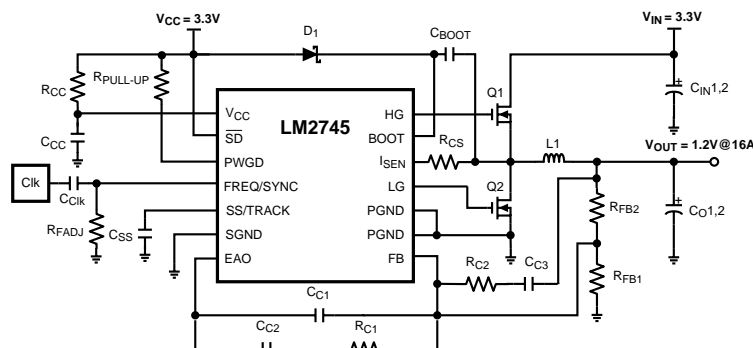 VCC = 3.3V
D1
CBOOT
VIN = 3.3V
RCC
RPULL-UP
Q1
CIN1,2
VCC
LM2745
HG
SD
BOOT
CCC
RCS
VOUT = 1.2V@16A
PWGD
ISEN
L1
Clk
CClk
FREQ/SYNC
LG
Q2
RFB2
CO1,2
SS/TRACK
PGND
RFADJ
CSS
SGND
PGND
EAO
FB
RC2
CC3
RFB1
CC1
CC2
RC1